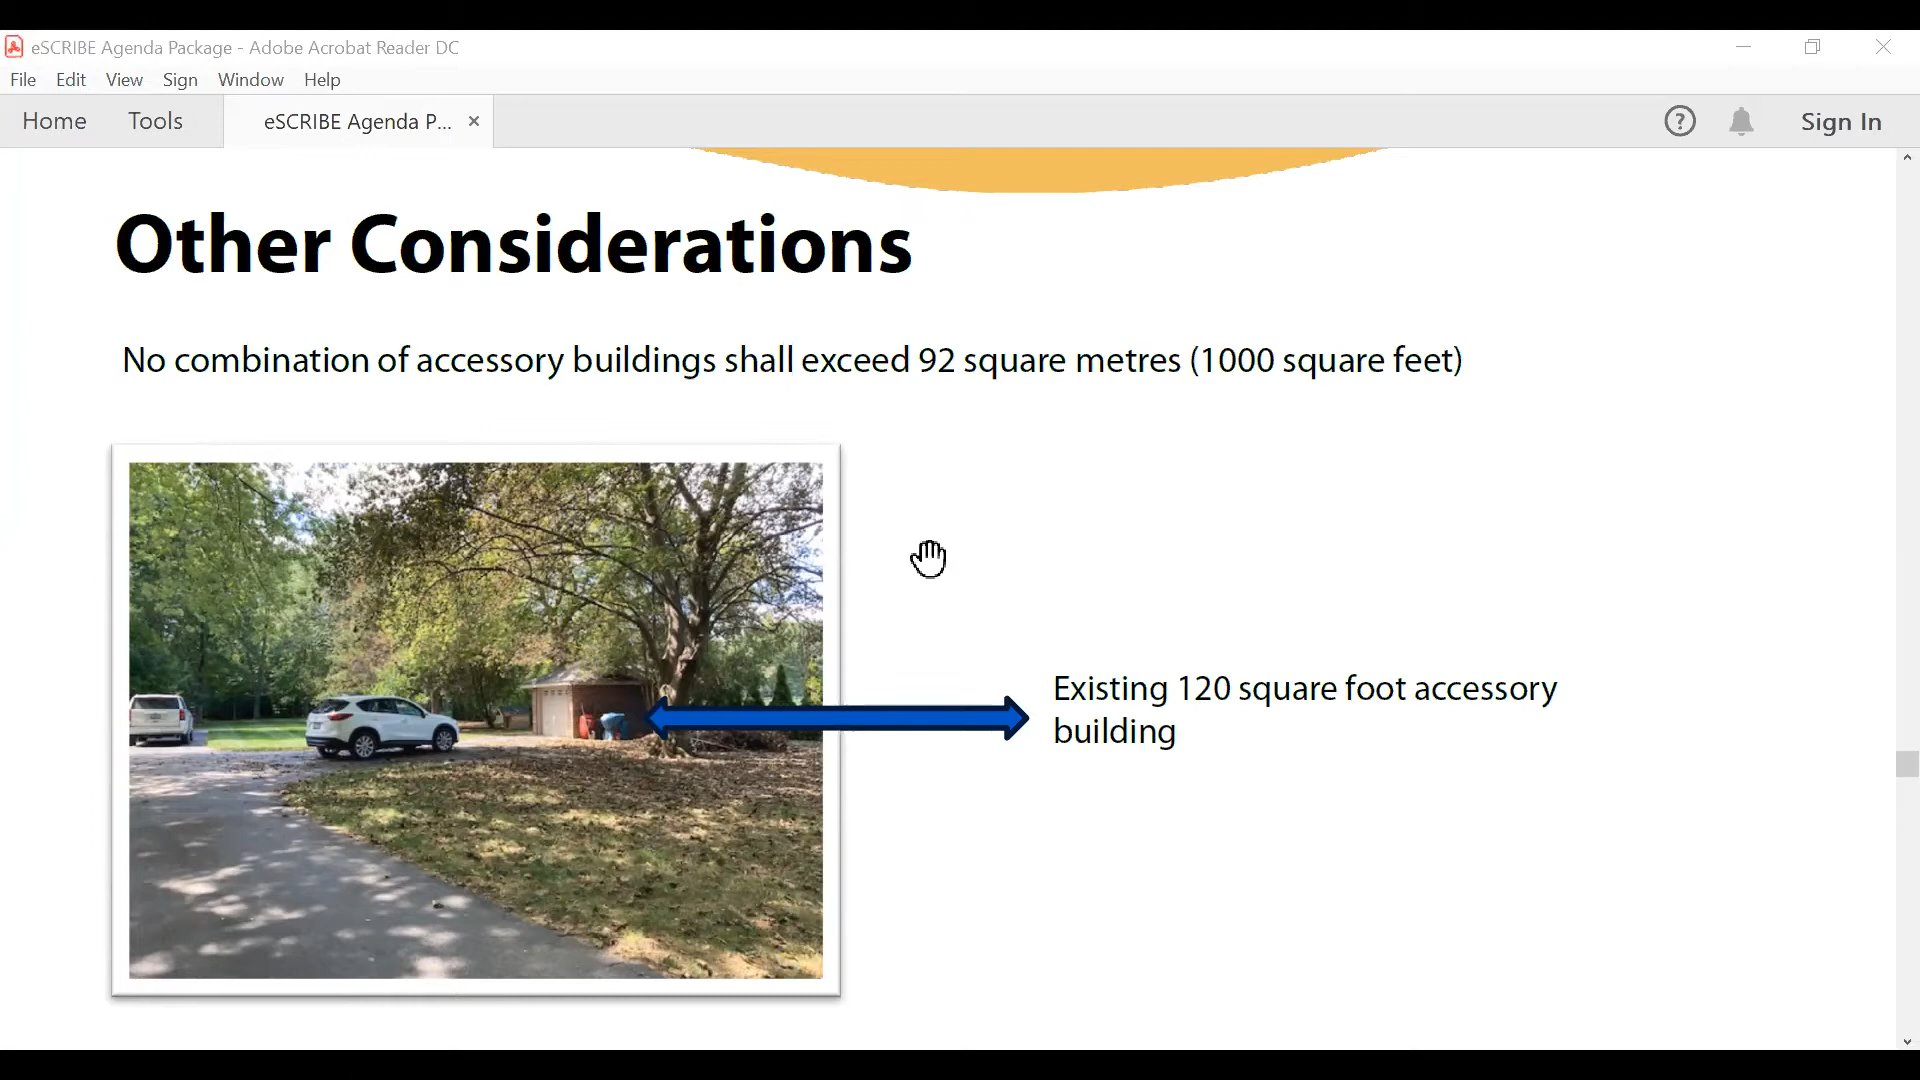 eSCRIBE Agenda Package - Adobe Acrobat Reader DC
File Edit View Sign Window Help
Home Tools eSCRIBE Agenda P... Sign In
Other Considerations
No combination of accessory buildings shall exceed 92 square metres (1000 square feet)
Existing 120 square foot accessory
building